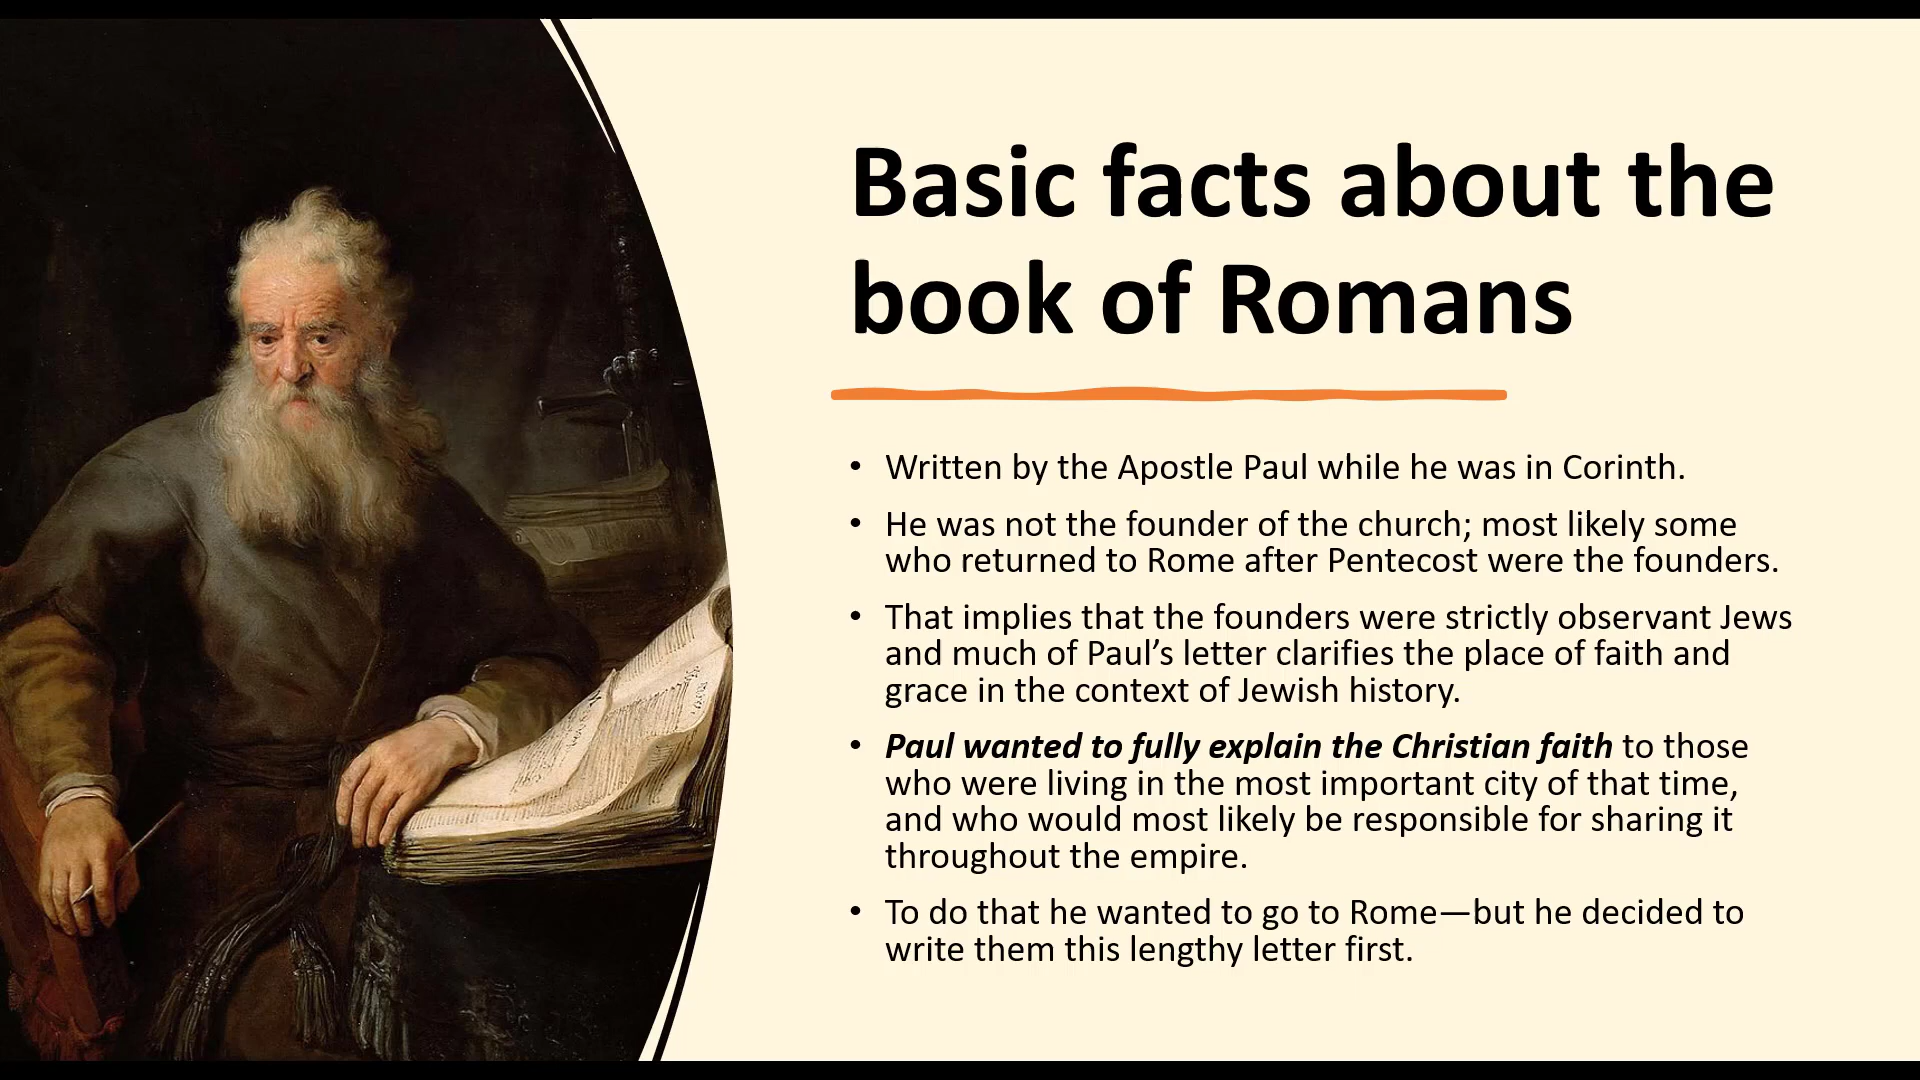 Basic facts about the
book of Romans
• Written by the Apostle Paul while he was in Corinth.
• He was not the founder of the church; most likely some
who returned to Rome after Pentecost were the founders.
• That implies that the founders were strictly observant Jews
and much of Paul’s letter clarifies the place of faith and
grace in the context of Jewish history.
• Paul wanted to fully explain the Christian faith to those
who were living in the most important city of that time,
and who would most likely be responsible for sharing it
throughout the empire.
• To do that he wanted to go to Rome—but he decided to
write them this lengthy letter first.